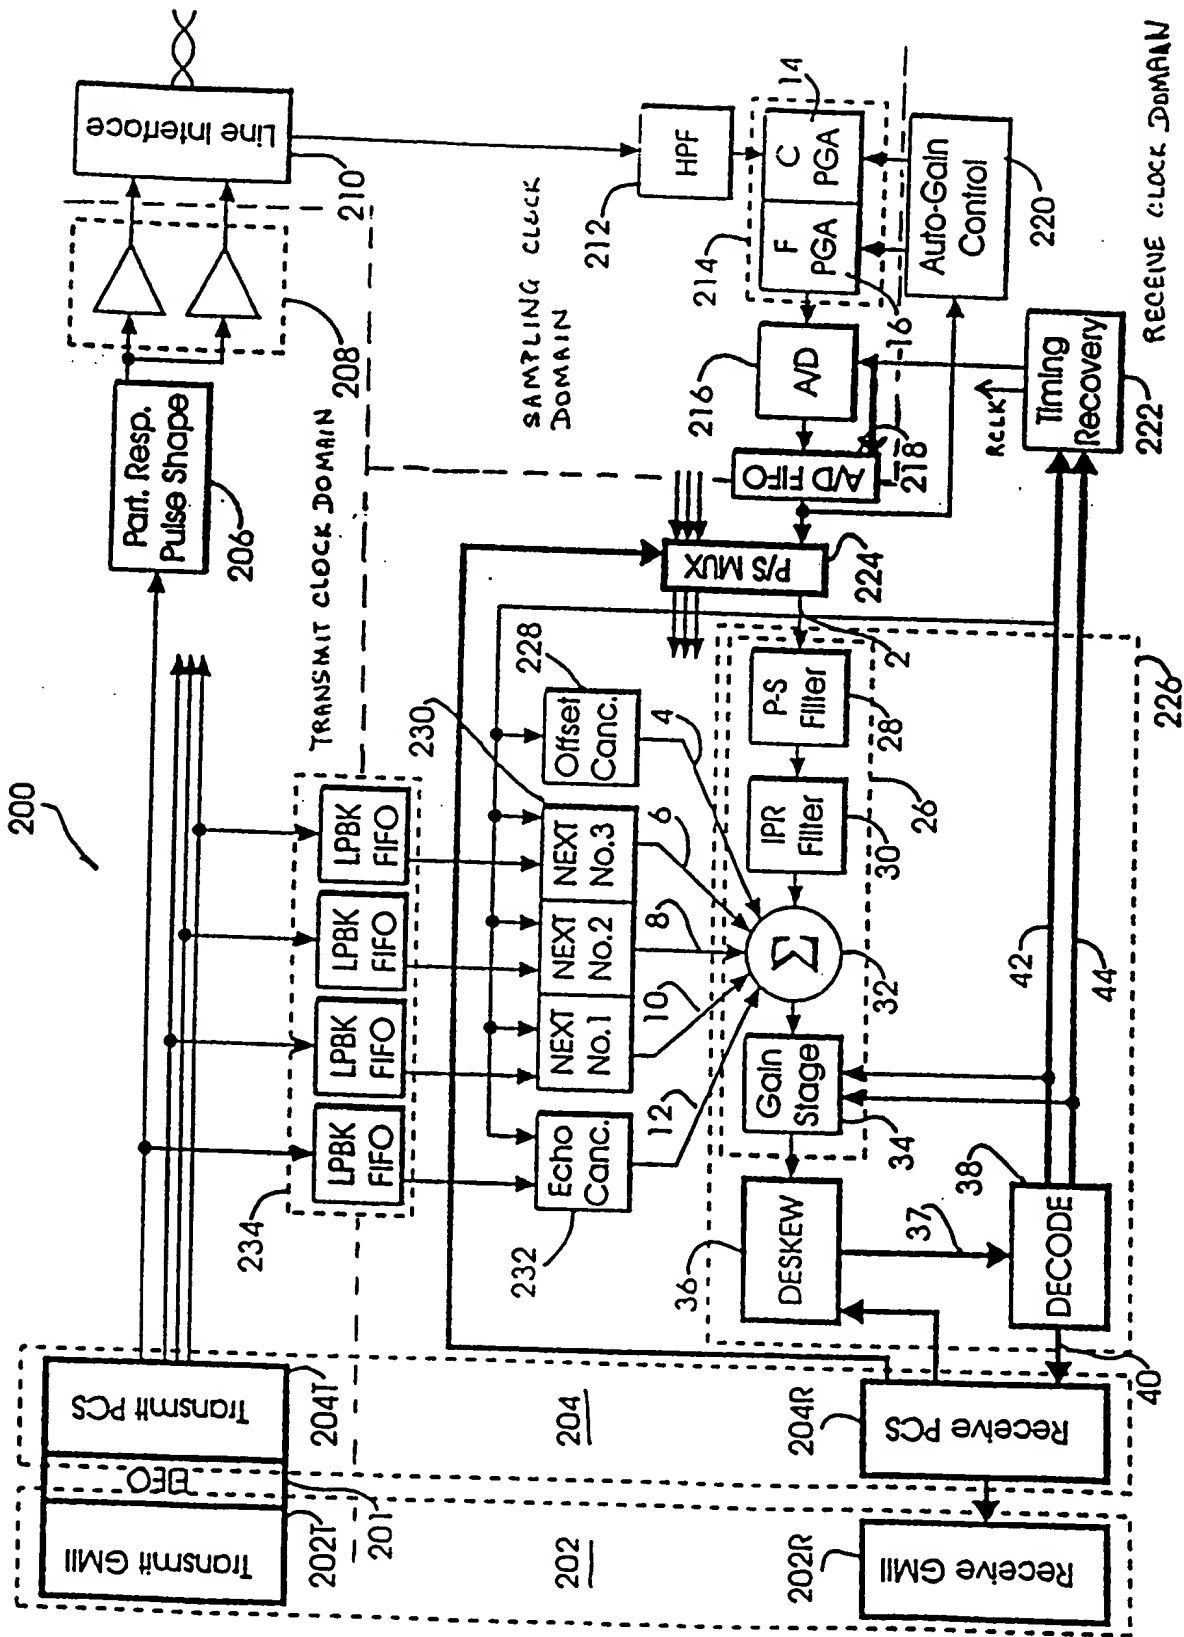 200
Transmit GMII
FIFO
Transmit PCS
202T
201
204T
Part. Resp.
Pulse Shape
206
208
Line Interface
210
TRANSMIT CLOCK DOMAIN
234
LPBK
FIFO
LPBK
FIFO
LPBK
FIFO
LPBK
FIFO
230
SAMPLING CLOCK
DOMAIN
Echo
Canc.
232
NEXT
No.1
NEXT
No.2
NEXT
No.3
Offset
Canc.
228
12
10
8
6
4
2
P/S MUX
224
A/D FIFO
218
A/D
216
214
F
PGA
16
C
PGA
14
HPF
212
202
204
36
DESKEW
Gain
Stage
34
Σ
32
IPR
Filter
30
P-S
Filter
28
26
Auto-Gain
Control
220
37
204R
Receive PCS
202R
Receive GMII
40
DECODE
38
42
44
RCLK
Timing
Recovery
222
226
RECEIVE CLOCK DOMAIN